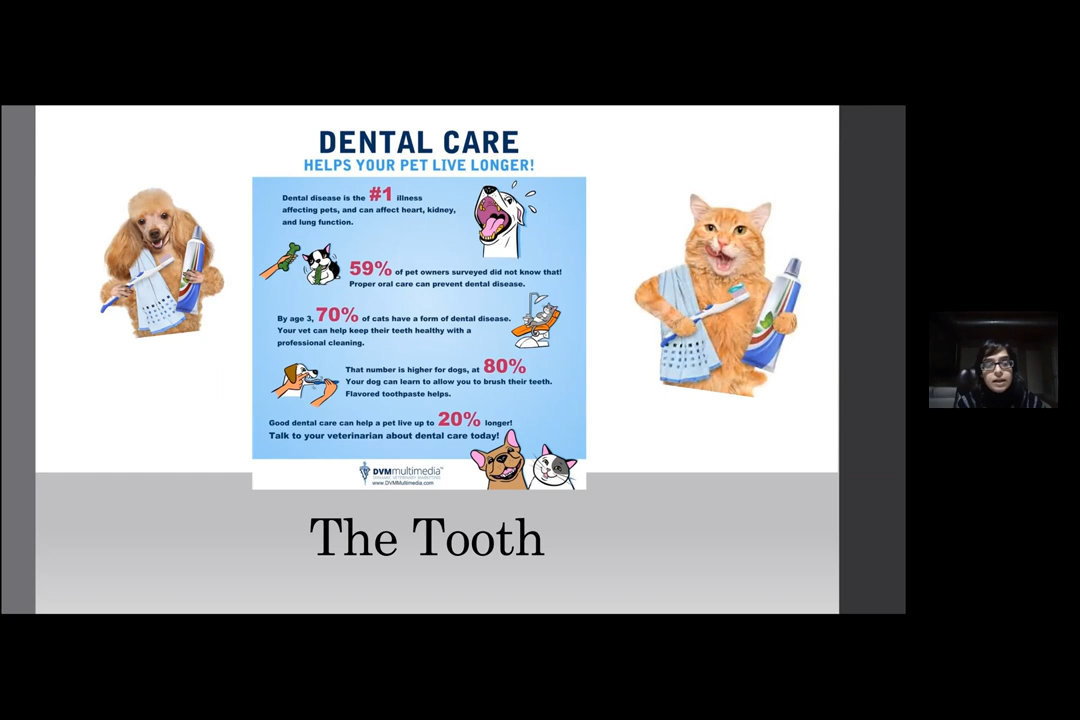 DENTAL CARE
HELPS YOUR PET LIVE LONGER!
Dental disease is the #1 illness
affecting pets, and can affect heart, kidney,
and lung function.
59% of pet owners surveyed did not know that!
Proper oral care can prevent dental disease.
By age 3, 70% of cats have a form of dental disease.
Your vet can help keep their teeth healthy with a
professional cleaning.
That number is higher for dogs, at 80%
Your dog can learn to allow you to brush their teeth.
Flavored toothpaste helps.
Good dental care can help a pet live up to 20% longer!
Talk to your veterinarian about dental care today!
DVMmultimedia™
DYNAMIC VETERINARY MARKETING
www.DVMMultimedia.com
The Tooth